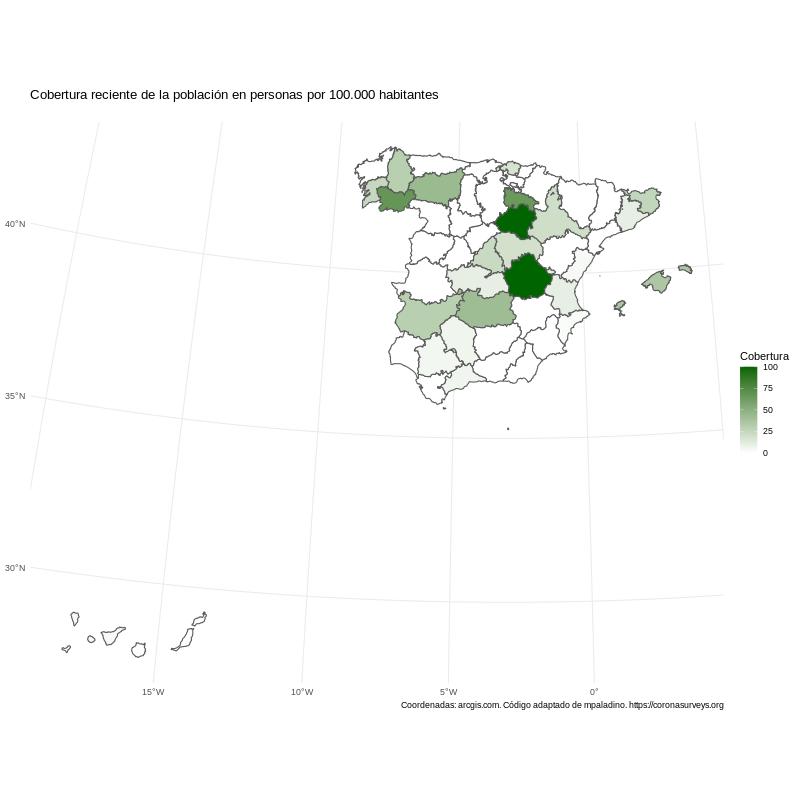 Cobertura reciente de la población en personas por 100.000 habitantes
40°N
35°N
30°N
15°W
10°W
5°W
0°
Cobertura
100
75
50
25
0
Coordenadas: arcgis.com. Código adaptado de mpaladino. https://coronasurveys.org